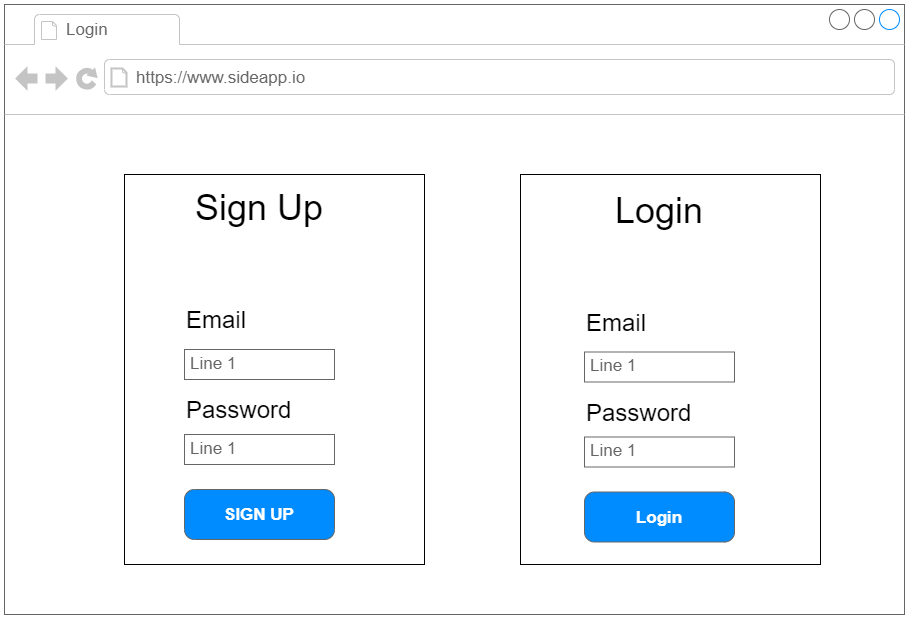 Login
https://www.sideapp.io
Sign Up
Email
Line 1
Password
Line 1
SIGN UP
Login
Email
Line 1
Password
Line 1
Login